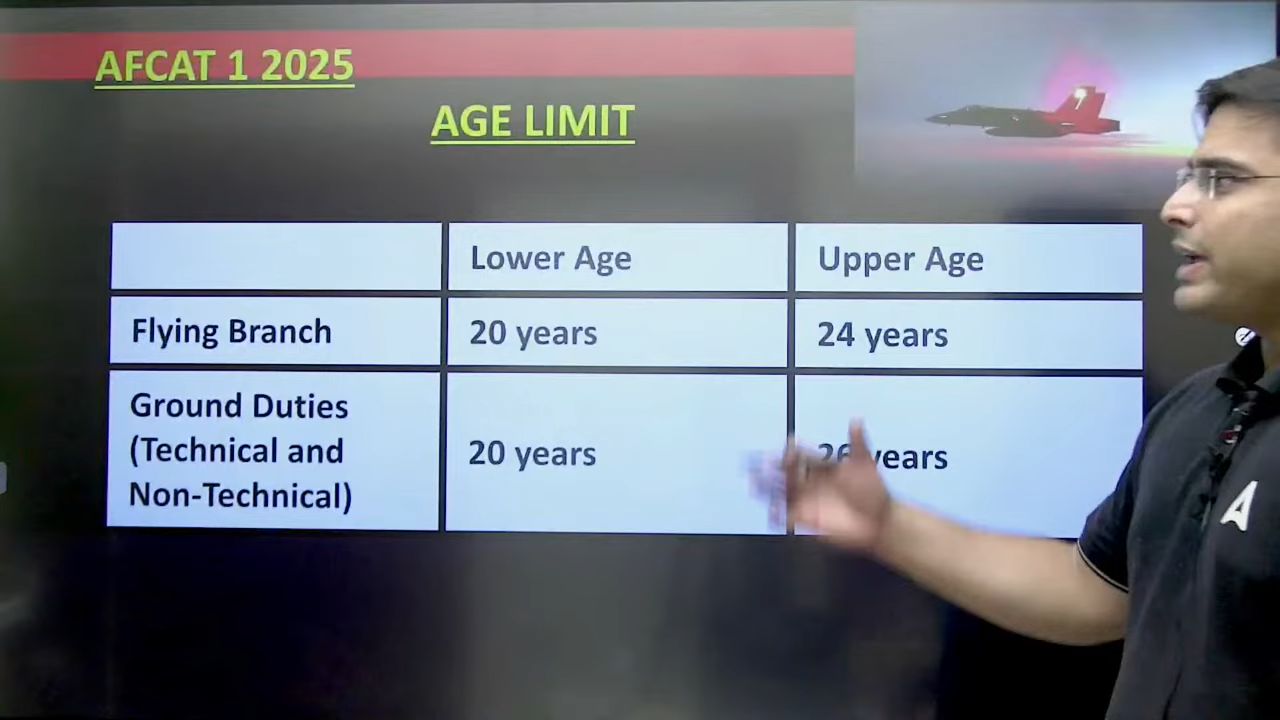 AFCAT 1 2025
AGE LIMIT
Lower Age
Upper Age
Flying Branch
20 years
24 years
Ground Duties
(Technical and
Non-Technical)
20 years
26 years